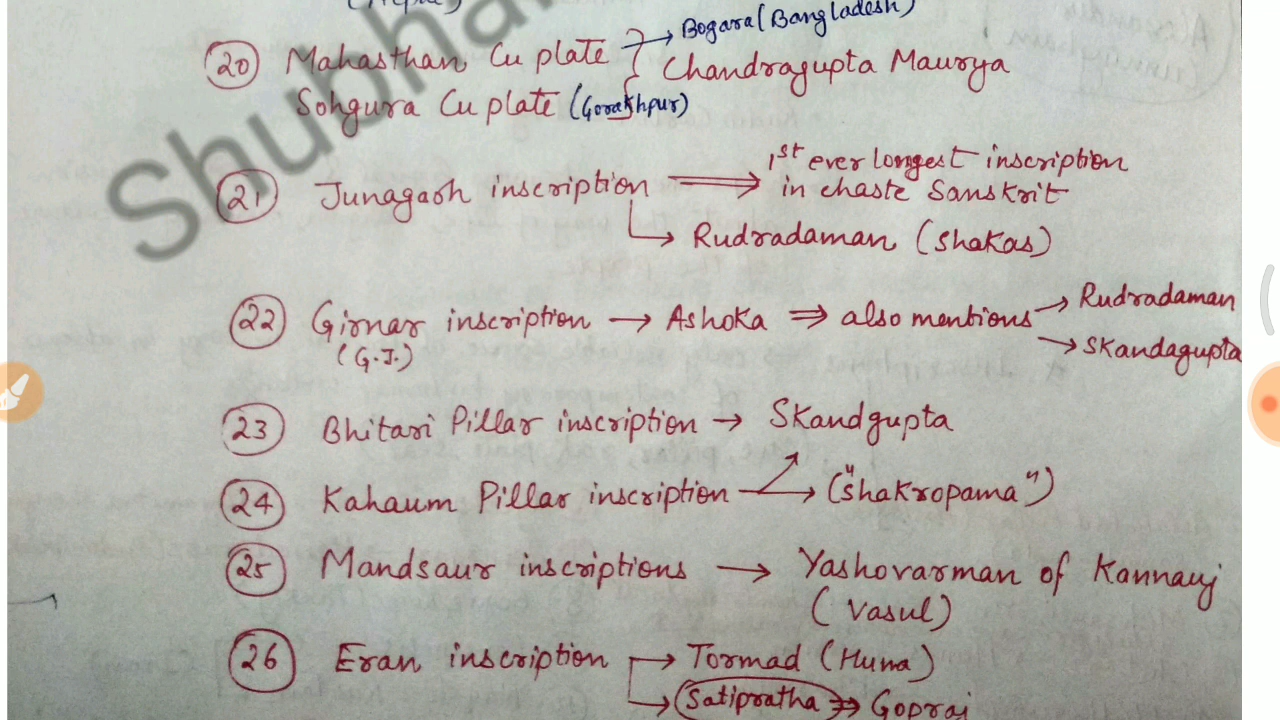 Bogara (Bangladesh)
(20) Mahasthan Cu plate → Chandragupta Maurya
Sohgura Cu plate (Gorakhpur)
Shubha
(21) Junagarh inscription ⇒ 1st ever longest inscription
in chaste Sanskrit
→ Rudradaman (Shakas)
(22) Girnar inscription → Ashoka ⇒ also mentions → Rudradaman
(G.J.) → Skandagupta
(23) Bhitari Pillar inscription → Skandgupta
(24) Kahaum Pillar inscription → ("shakropama")
(25) Mandsaur inscriptions → Yashovarman of Kannauj
(Vasul)
(26) Eran inscription → Tormad (Huna)
→ Satipratha ⇒ Gopraj